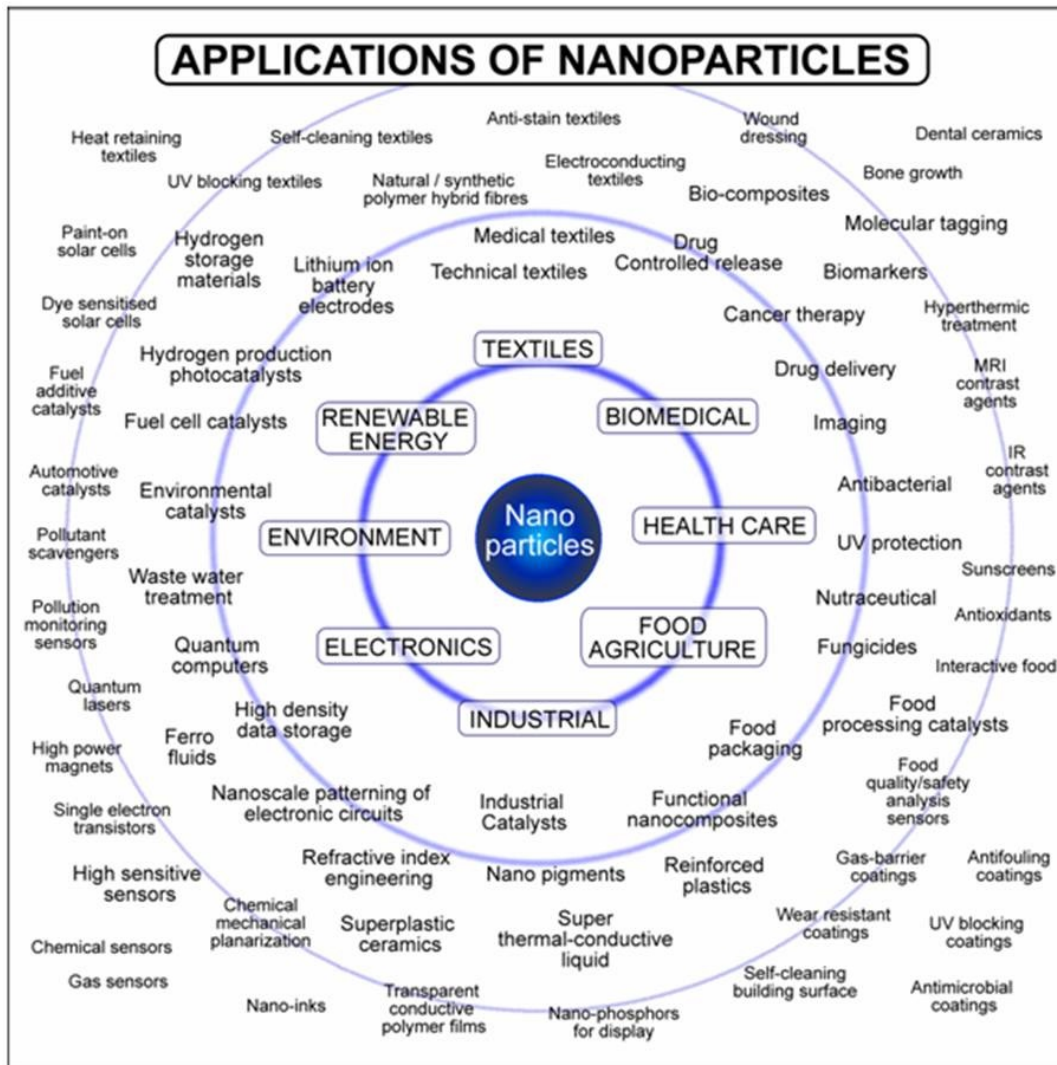 APPLICATIONS OF NANOPARTICLES
Anti-stain textiles
Wound
dressing
Dental ceramics
Heat retaining
textiles
Self-cleaning textiles
Electroconducting
textiles
Bone growth
UV blocking textiles
Natural / synthetic
polymer hybrid fibres
Bio-composites
Molecular tagging
Paint-on
solar cells
Hydrogen
storage
materials
Medical textiles
Drug
Controlled release
Lithium ion
battery
electrodes
Technical textiles
Biomarkers
Dye sensitised
solar cells
Cancer therapy
Hyperthermic
treatment
TEXTILES
Hydrogen production
photocatalysts
Drug delivery
MRI
contrast
agents
Fuel
additive
catalysts
Fuel cell catalysts
RENEWABLE
ENERGY
BIOMEDICAL
Imaging
IR
contrast
agents
Automotive
catalysts
Environmental
catalysts
Antibacterial
Nano
particles
ENVIRONMENT
HEALTH CARE
Pollutant
scavengers
UV protection
Sunscreens
Waste water
treatment
Nutraceutical
Antioxidants
Pollution
monitoring
sensors
Quantum
computers
ELECTRONICS
FOOD
AGRICULTURE
Fungicides
Interactive food
Quantum
lasers
High density
data storage
INDUSTRIAL
Food
packaging
Food
processing catalysts
High power
magnets
Ferro
fluids
Food
quality/safety
analysis
sensors
Single electron
transistors
Nanoscale patterning of
electronic circuits
Industrial
Catalysts
Functional
nanocomposites
High sensitive
sensors
Refractive index
engineering
Nano pigments
Reinforced
plastics
Gas-barrier
coatings
Antifouling
coatings
Chemical
mechanical
planarization
Superplastic
ceramics
Super
thermal-conductive
liquid
Wear resistant
coatings
UV blocking
coatings
Chemical sensors
Gas sensors
Self-cleaning
building surface
Antimicrobial
coatings
Nano-inks
Transparent
conductive
polymer films
Nano-phosphors
for display